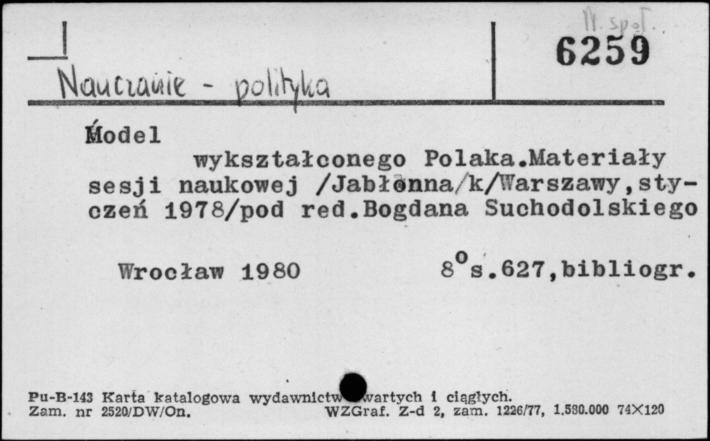 N. społ.
6259
Nauczanie - polityka
Model
wykształconego Polaka.Materiały
sesji naukowej /Jabłonna/k/Warszawy,sty-
czeń 1978/pod red.Bogdana Suchodolskiego
Wrocław 1980 8°s.627,bibliogr.
Pu-B-143 Karta katalogowa wydawnictw zwartych i ciągłych.
Zam. nr 2520/DW/On. WZGraf. Z-d 2, zam. 1226/77, 1.580.000 74X120